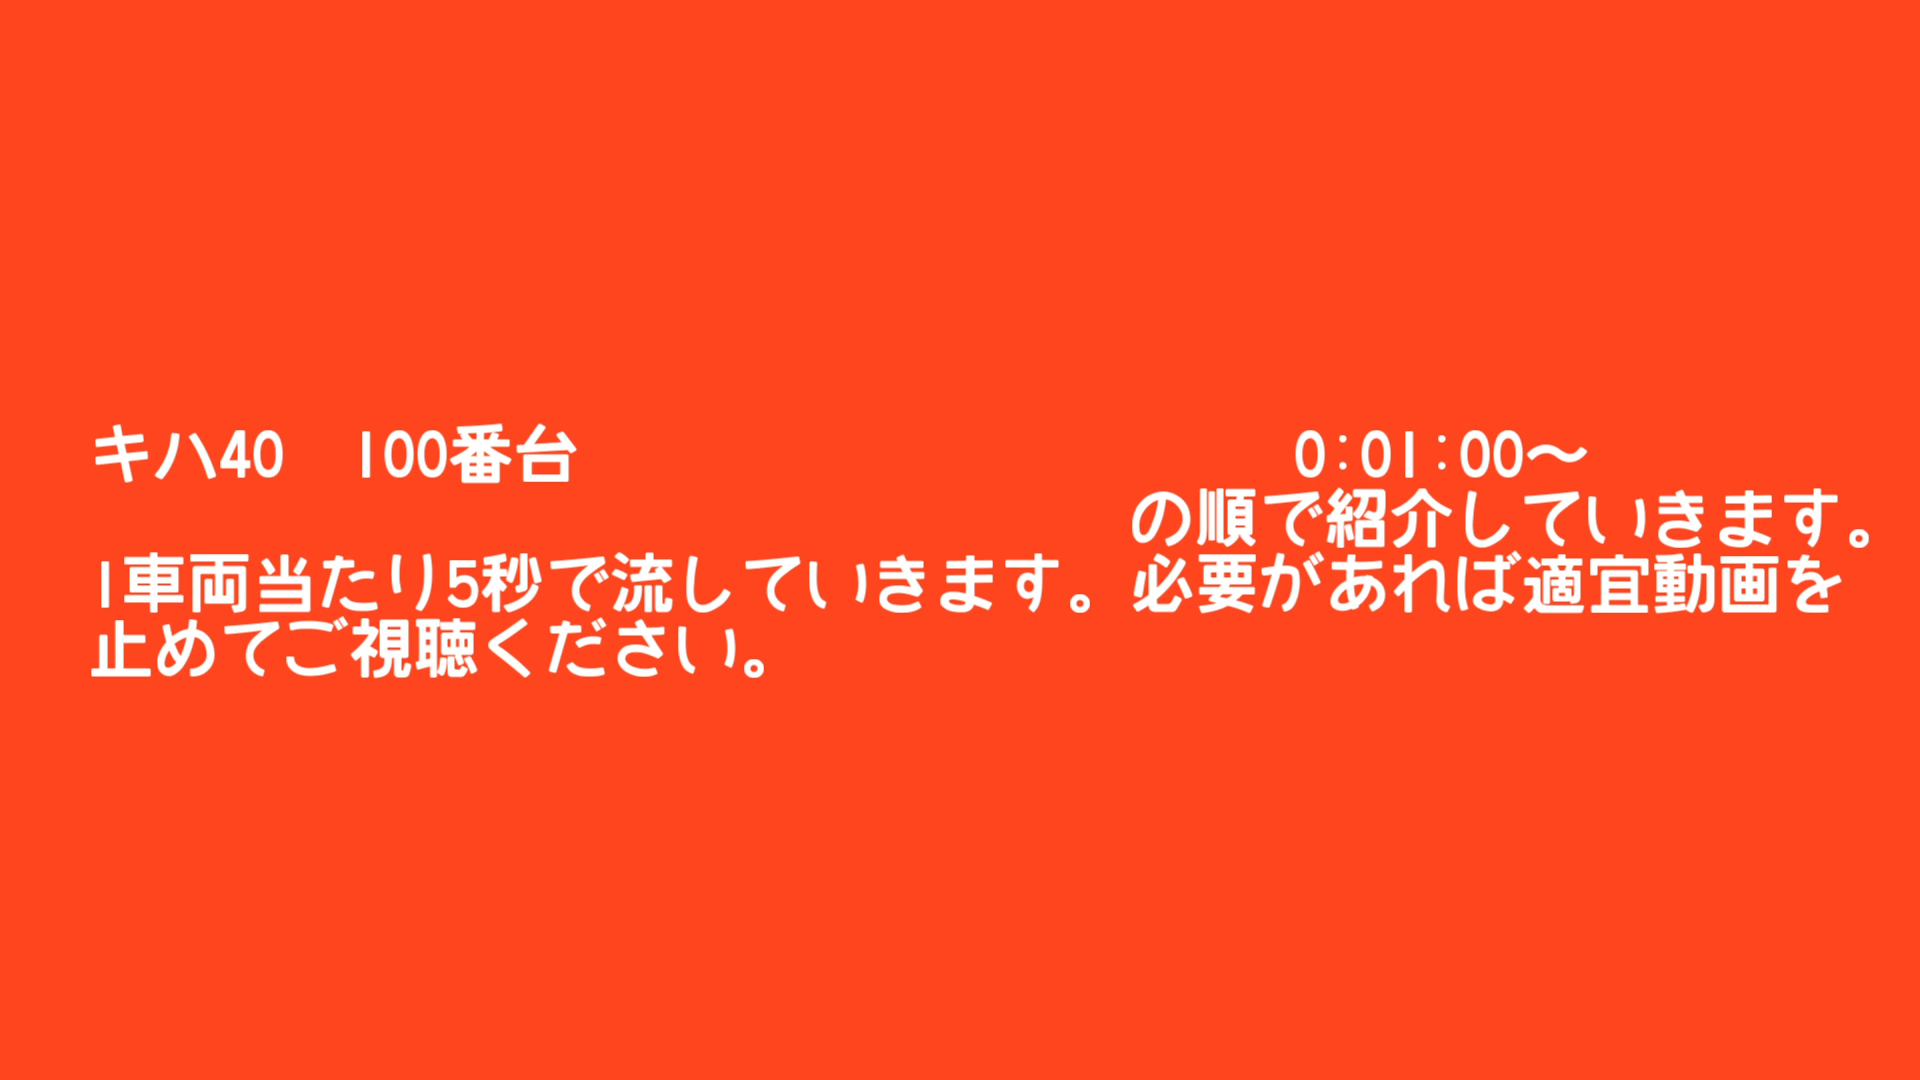 キハ40　100番台　　　　　　　　　　　0:01:00～
の順で紹介していきます。
1車両当たり5秒で流していきます。必要があれば適宜動画を
止めてご視聴ください。